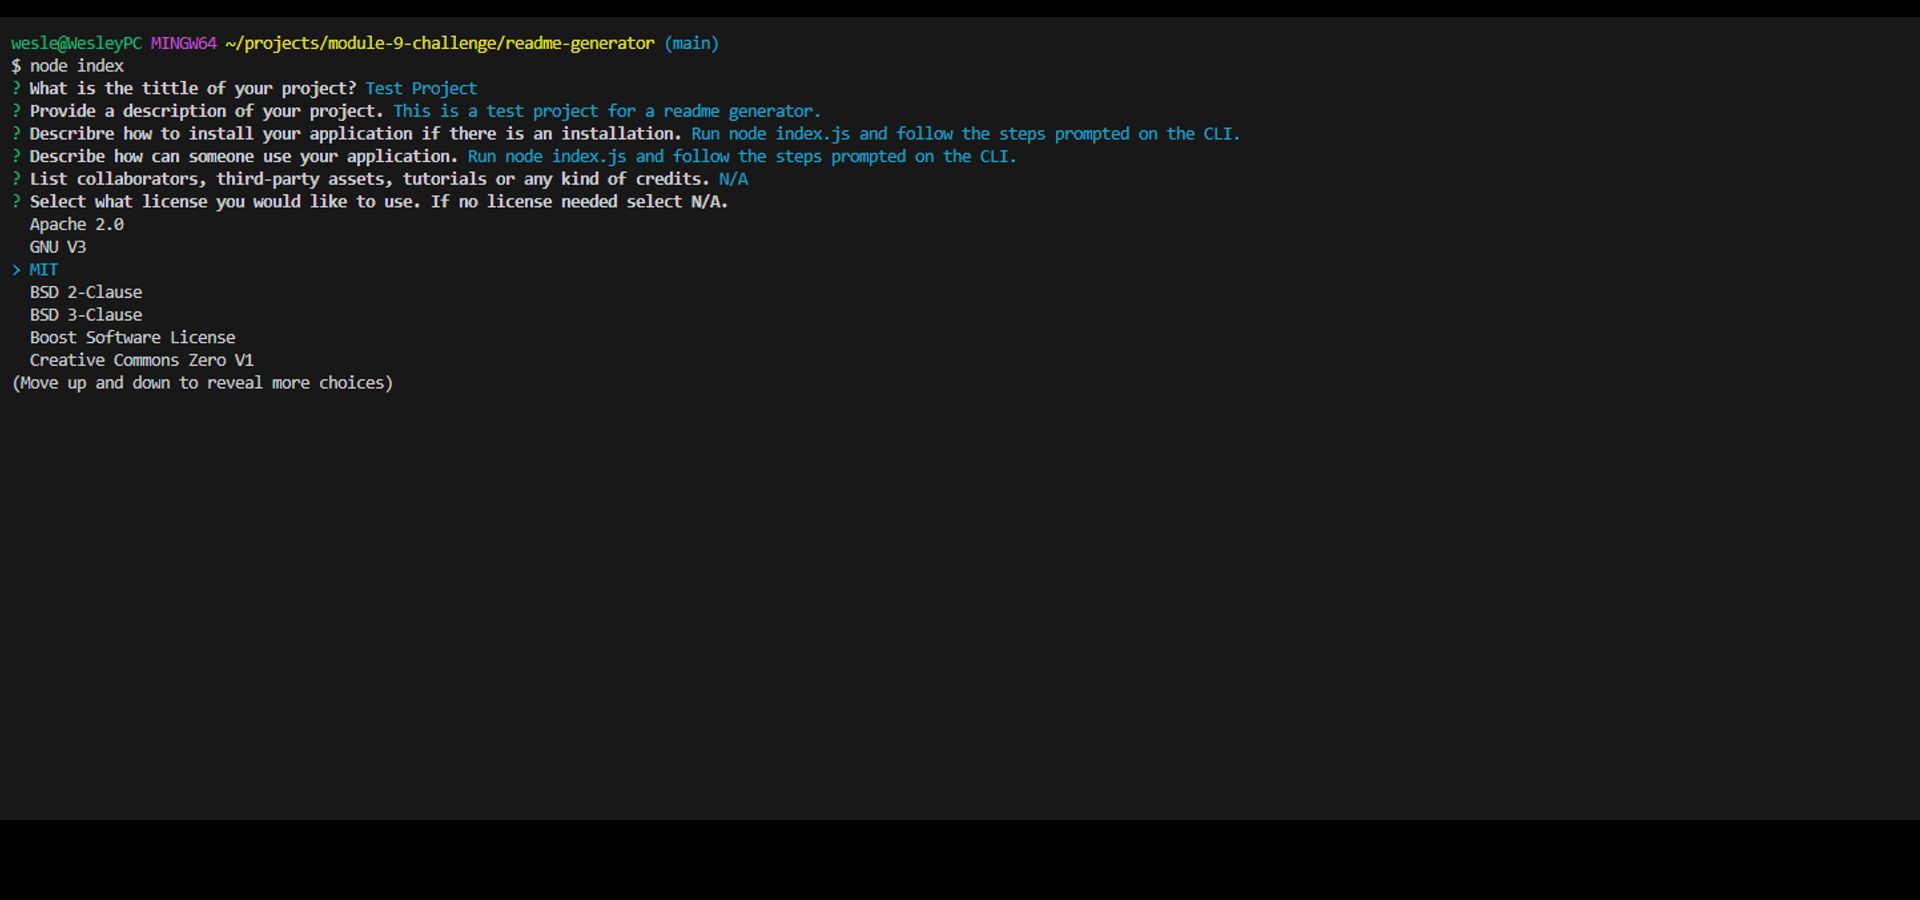 wesle@WesleyPC MINGW64 ~/projects/module-9-challenge/readme-generator (main)
$ node index
? What is the tittle of your project? Test Project
? Provide a description of your project. This is a test project for a readme generator.
? Describre how to install your application if there is an installation. Run node index.js and follow the steps prompted on the CLI.
? Describe how can someone use your application. Run node index.js and follow the steps prompted on the CLI.
? List collaborators, third-party assets, tutorials or any kind of credits. N/A
? Select what license you would like to use. If no license needed select N/A.
Apache 2.0
GNU V3
> MIT
BSD 2-Clause
BSD 3-Clause
Boost Software License
Creative Commons Zero V1
(Move up and down to reveal more choices)